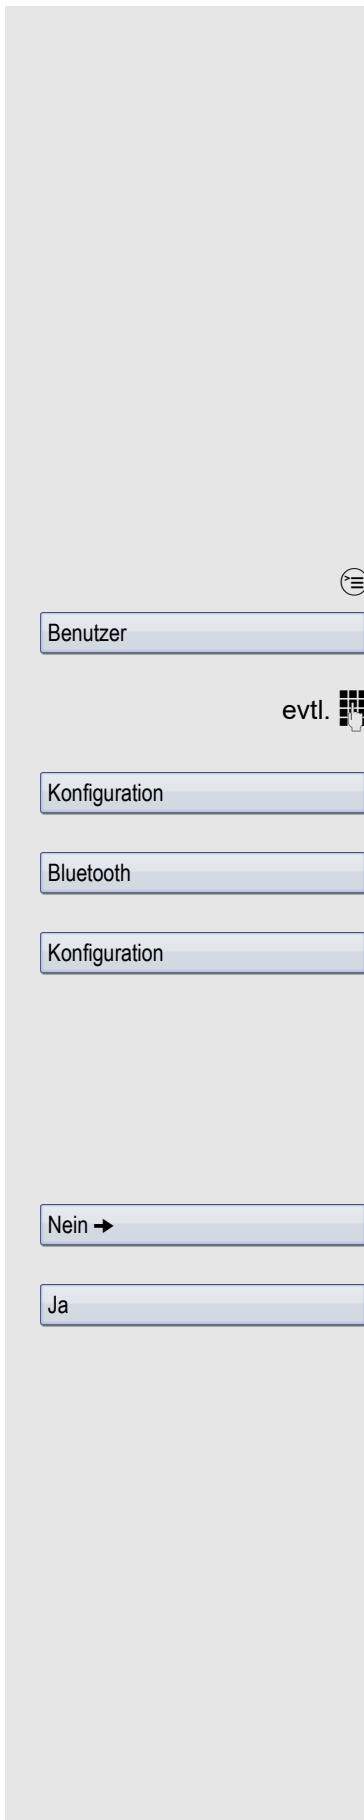 Benutzer
evtl.
Konfiguration
Bluetooth
Konfiguration
Nein ➔
Ja